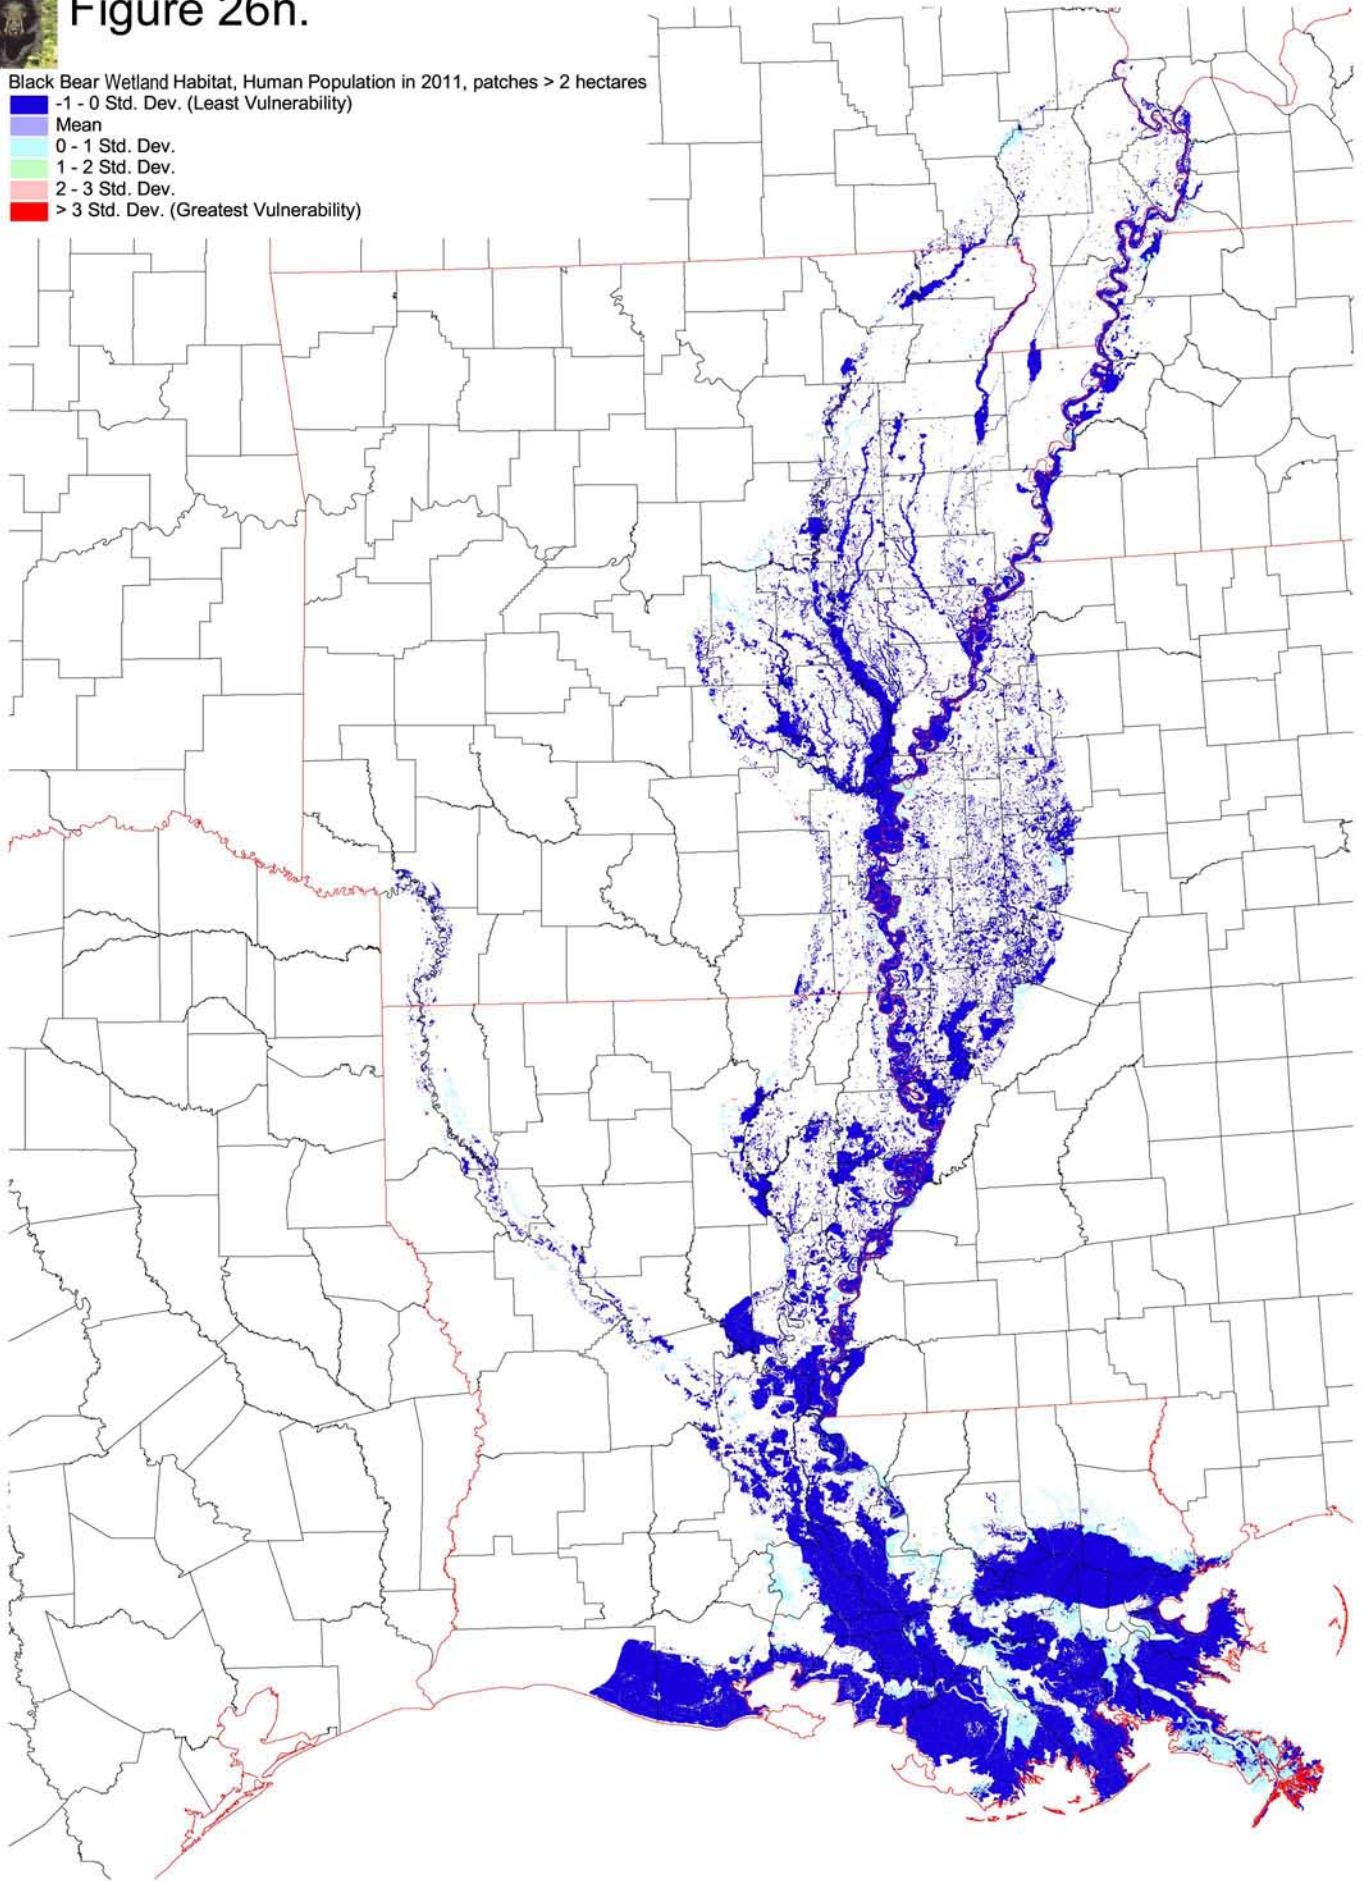 Figure 26n.
Black Bear Wetland Habitat, Human Population in 2011, patches > 2 hectares
-1 - 0 Std. Dev. (Least Vulnerability)
Mean
0 - 1 Std. Dev.
1 - 2 Std. Dev.
2 - 3 Std. Dev.
> 3 Std. Dev. (Greatest Vulnerability)